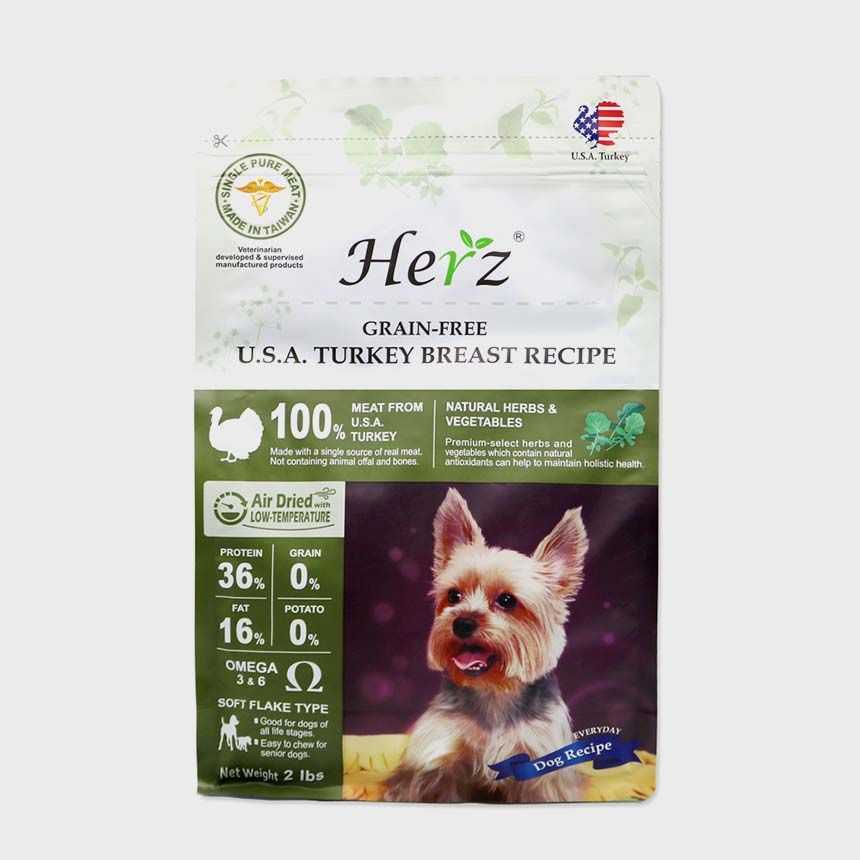 U.S.A. Turkey
SINGLE PURE MEAT
MADE IN TAIWAN
Veterinarian
developed & supervised
manufactured products
Herz®
GRAIN-FREE
U.S.A. TURKEY BREAST RECIPE
100%
MEAT FROM
U.S.A.
TURKEY
Made with a single source of real meat.
Not containing animal offal and bones.
NATURAL HERBS &
VEGETABLES
Premium-select herbs and
vegetables which contain natural
antioxidants can help to maintain holistic health.
Air Dried with
LOW-TEMPERATURE
PROTEIN
36%
GRAIN
0%
FAT
16%
POTATO
0%
OMEGA
3 & 6
Ω
SOFT FLAKE TYPE
Good for dogs of
all life stages.
Easy to chew for
senior dogs.
Net Weight 2 lbs
EVERYDAY
Dog Recipe